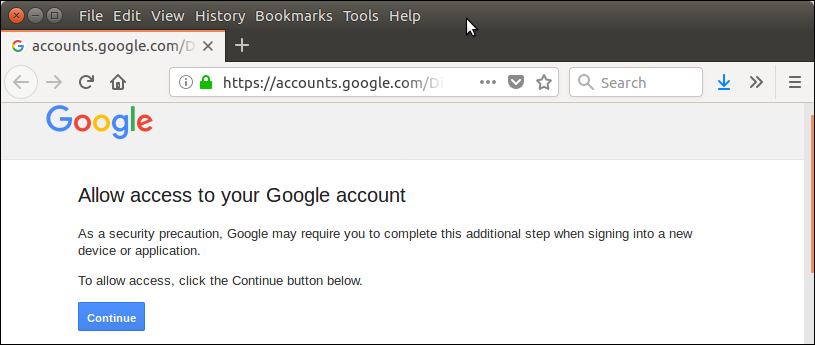 File Edit View History Bookmarks Tools Help
accounts.google.com/D
https://accounts.google.com/Di
Search
Google
Allow access to your Google account
As a security precaution, Google may require you to complete this additional step when signing into a new
device or application.
To allow access, click the Continue button below.
Continue